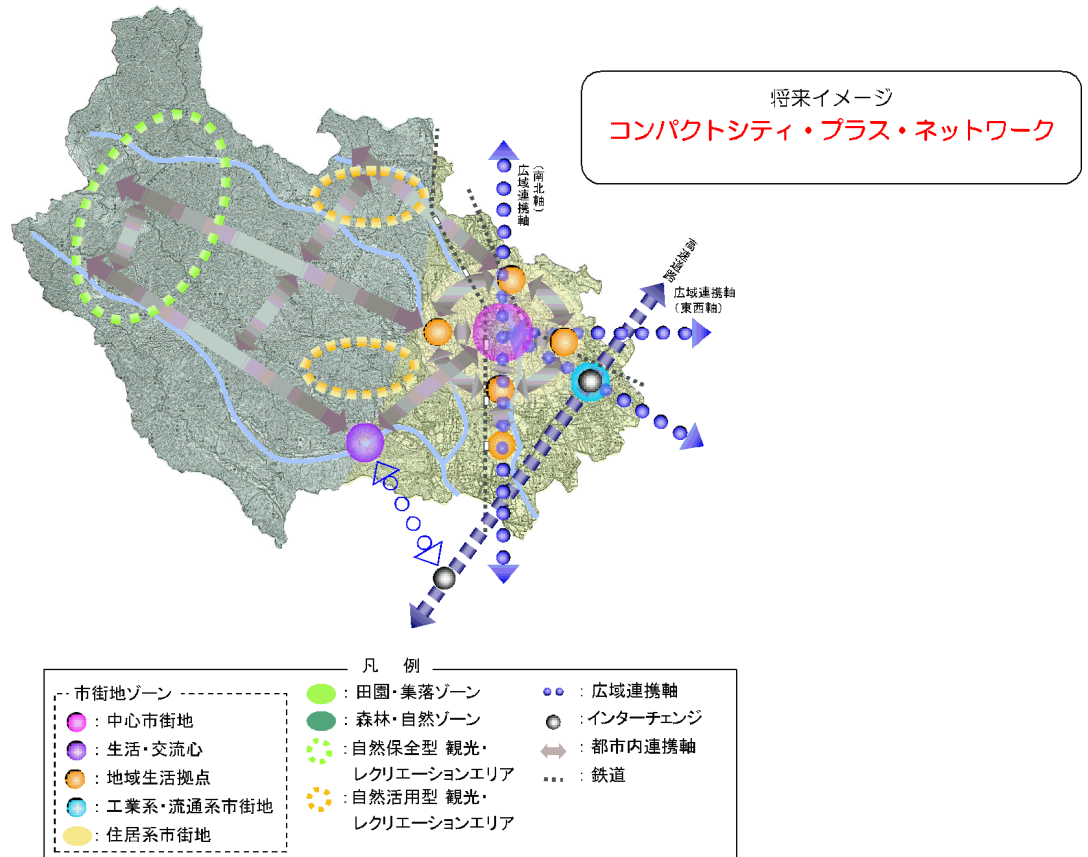 将来イメージ
コンパクトシティ・プラス・ネットワーク
広域連携軸
(南北軸)
高速道路
広域連携軸
(東西軸)
凡 例
市街地ゾーン
:中心市街地
:生活・交流心
:地域生活拠点
:工業系・流通系市街地
:住居系市街地
:田園・集落ゾーン
:森林・自然ゾーン
:自然保全型 観光・
レクリエーションエリア
:自然活用型 観光・
レクリエーションエリア
:広域連携軸
:インターチェンジ
:都市内連携軸
:鉄道